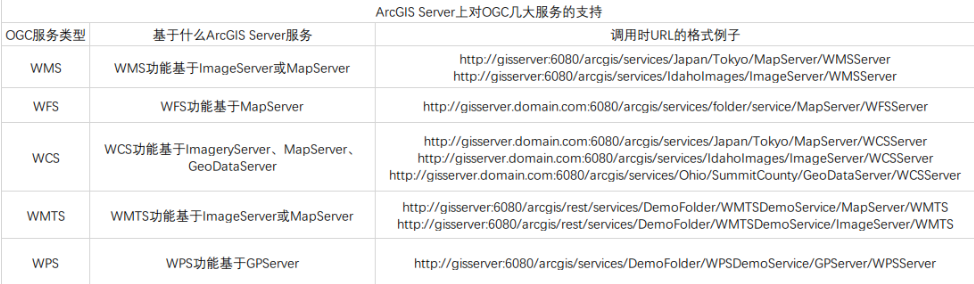 ArcGIS Server上对OGC几大服务的支持
OGC服务类型 基于什么ArcGIS Server服务 调用时URL的格式例子
WMS WMS功能基于ImageServer或MapServer http://gisserver:6080/arcgis/services/Japan/Tokyo/MapServer/WMSServer
http://gisserver:6080/arcgis/services/IdahoImages/ImageServer/WMSServer
WFS WFS功能基于MapServer http://gisserver.domain.com:6080/arcgis/services/folder/service/MapServer/WFSServer
WCS WCS功能基于ImageryServer、MapServer、
GeoDataServer
http://gisserver.domain.com:6080/arcgis/services/Japan/Tokyo/MapServer/WCSServer
http://gisserver.domain.com:6080/arcgis/services/IdahoImages/ImageServer/WCSServer
http://gisserver.domain.com:6080/arcgis/services/Ohio/SummitCounty/GeoDataServer/WCSServer
WMTS WMTS功能基于ImageServer或MapServer http://gisserver:6080/arcgis/rest/services/DemoFolder/WMTSDemoService/MapServer/WMTS
http://gisserver:6080/arcgis/rest/services/DemoFolder/WMTSDemoService/ImageServer/WMTS
WPS WPS功能基于GPServer http://gisserver:6080/arcgis/services/DemoFolder/WPSDemoService/GPServer/WPSServer